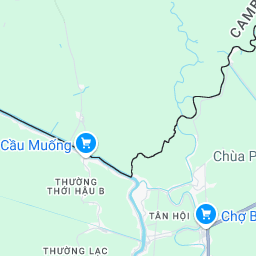 CAMB
Cầu Muống
Chùa P
THƯỜNG
THỚI HẬU B
TÂN HỘI
Chợ B
THƯỜNG LẠC